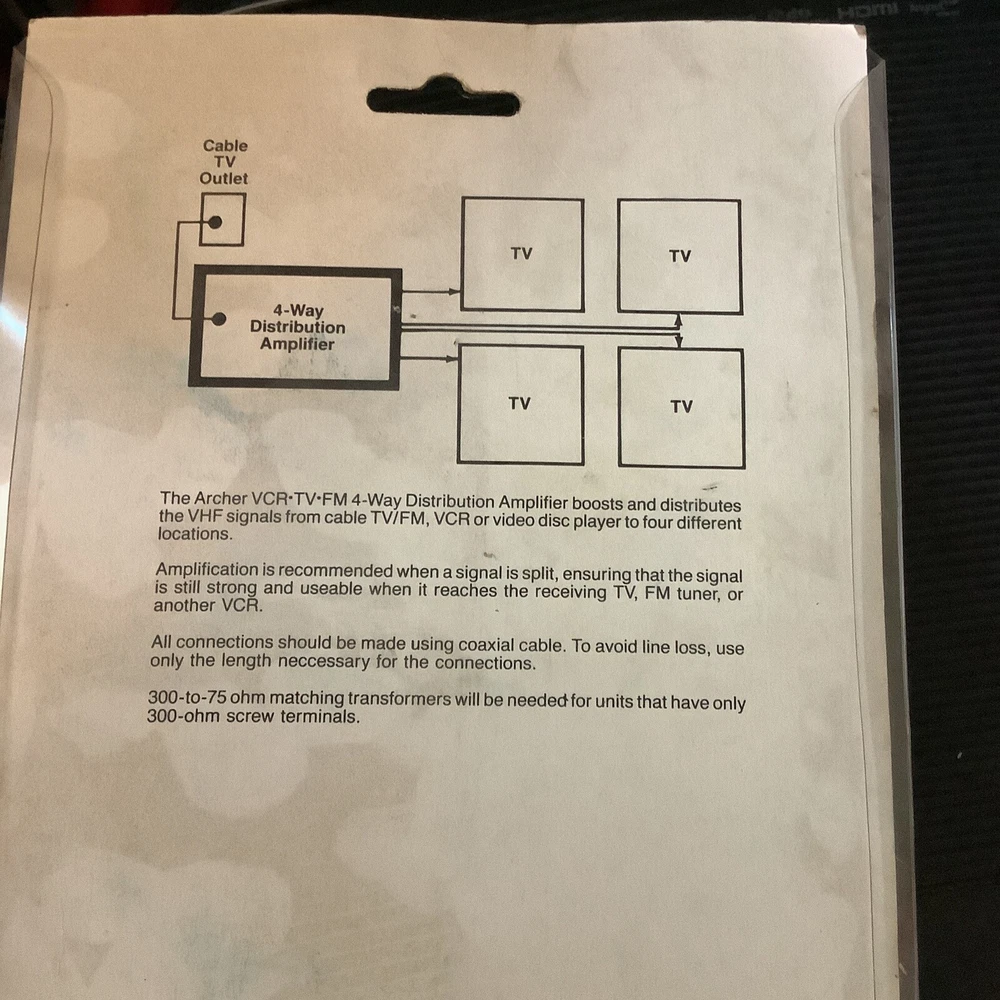 HDMI
Cable
TV
Outlet
TV
TV
4-Way
Distribution
Amplifier
TV
TV
The Archer VCR•TV•FM 4-Way Distribution Amplifier boosts and distributes
the VHF signals from cable TV/FM, VCR or video disc player to four different
locations.
Amplification is recommended when a signal is split, ensuring that the signal
is still strong and useable when it reaches the receiving TV, FM tuner, or
another VCR.
All connections should be made using coaxial cable. To avoid line loss, use
only the length neccessary for the connections.
300-to-75 ohm matching transformers will be needed for units that have only
300-ohm screw terminals.